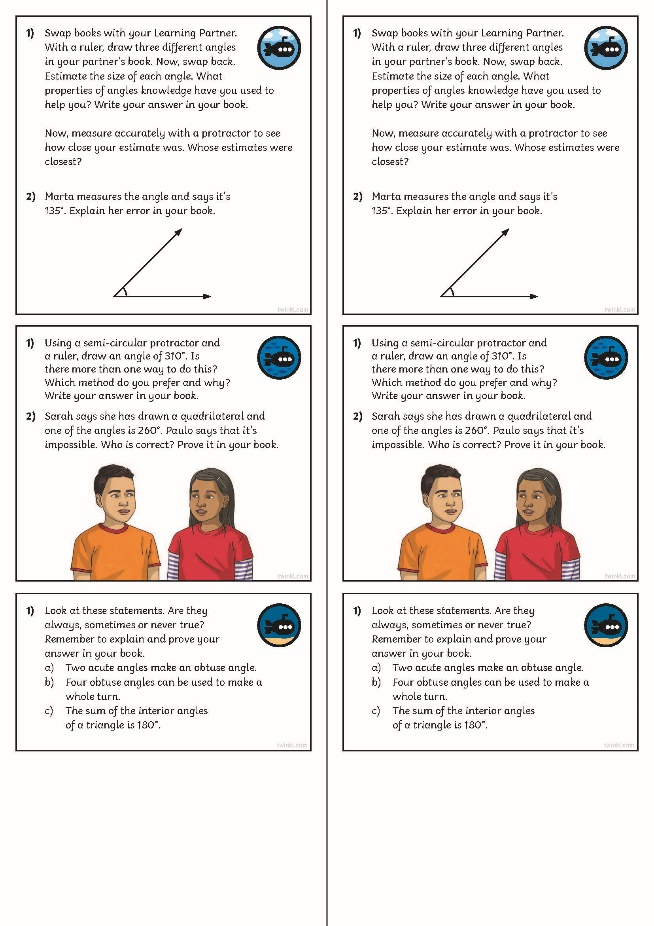 1) Swap books with your Learning Partner.
With a ruler, draw three different angles
in your partner's book. Now, swap back.
Estimate the size of each angle. What
properties of angles knowledge have you used to
help you? Write your answer in your book.
Now, measure accurately with a protractor to see
how close your estimate was. Whose estimates were
closest?
2) Marta measures the angle and says it's
135°. Explain her error in your book.
twinkl.com
1) Using a semi-circular protractor and
a ruler, draw an angle of 310°. Is
there more than one way to do this?
Which method do you prefer and why?
Write your answer in your book.
2) Sarah says she has drawn a quadrilateral and
one of the angles is 260°. Paulo says that it's
impossible. Who is correct? Prove it in your book.
twinkl.com
1) Look at these statements. Are they
always, sometimes or never true?
Remember to explain and prove your
answer in your book.
a) Two acute angles make an obtuse angle.
b) Four obtuse angles can be used to make a
whole turn.
c) The sum of the interior angles
of a triangle is 180°.
twinkl.com
1) Swap books with your Learning Partner.
With a ruler, draw three different angles
in your partner's book. Now, swap back.
Estimate the size of each angle. What
properties of angles knowledge have you used to
help you? Write your answer in your book.
Now, measure accurately with a protractor to see
how close your estimate was. Whose estimates were
closest?
2) Marta measures the angle and says it's
135°. Explain her error in your book.
twinkl.com
1) Using a semi-circular protractor and
a ruler, draw an angle of 310°. Is
there more than one way to do this?
Which method do you prefer and why?
Write your answer in your book.
2) Sarah says she has drawn a quadrilateral and
one of the angles is 260°. Paulo says that it's
impossible. Who is correct? Prove it in your book.
twinkl.com
1) Look at these statements. Are they
always, sometimes or never true?
Remember to explain and prove your
answer in your book.
a) Two acute angles make an obtuse angle.
b) Four obtuse angles can be used to make a
whole turn.
c) The sum of the interior angles
of a triangle is 180°.
twinkl.com